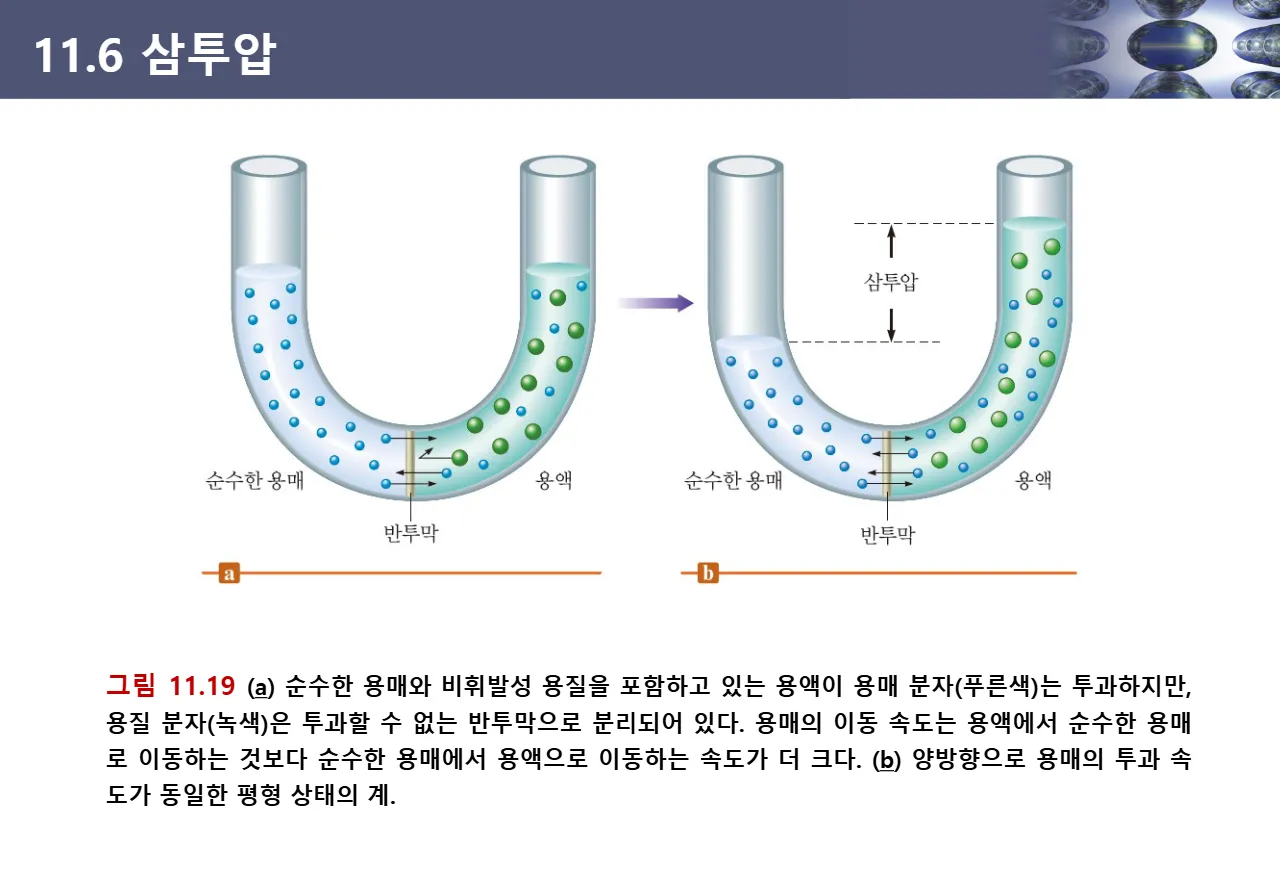 11.6 삼투압
삼투압
순수한 용매
용액
반투막
순수한 용매
용액
반투막
a
b
그림 11.19 (a) 순수한 용매와 비휘발성 용질을 포함하고 있는 용액이 용매 분자(푸른색)는 투과하지만,
용질 분자(녹색)은 투과할 수 없는 반투막으로 분리되어 있다. 용매의 이동 속도는 용액에서 순수한 용매
로 이동하는 것보다 순수한 용매에서 용액으로 이동하는 속도가 더 크다. (b) 양방향으로 용매의 투과 속
도가 동일한 평형 상태의 계.